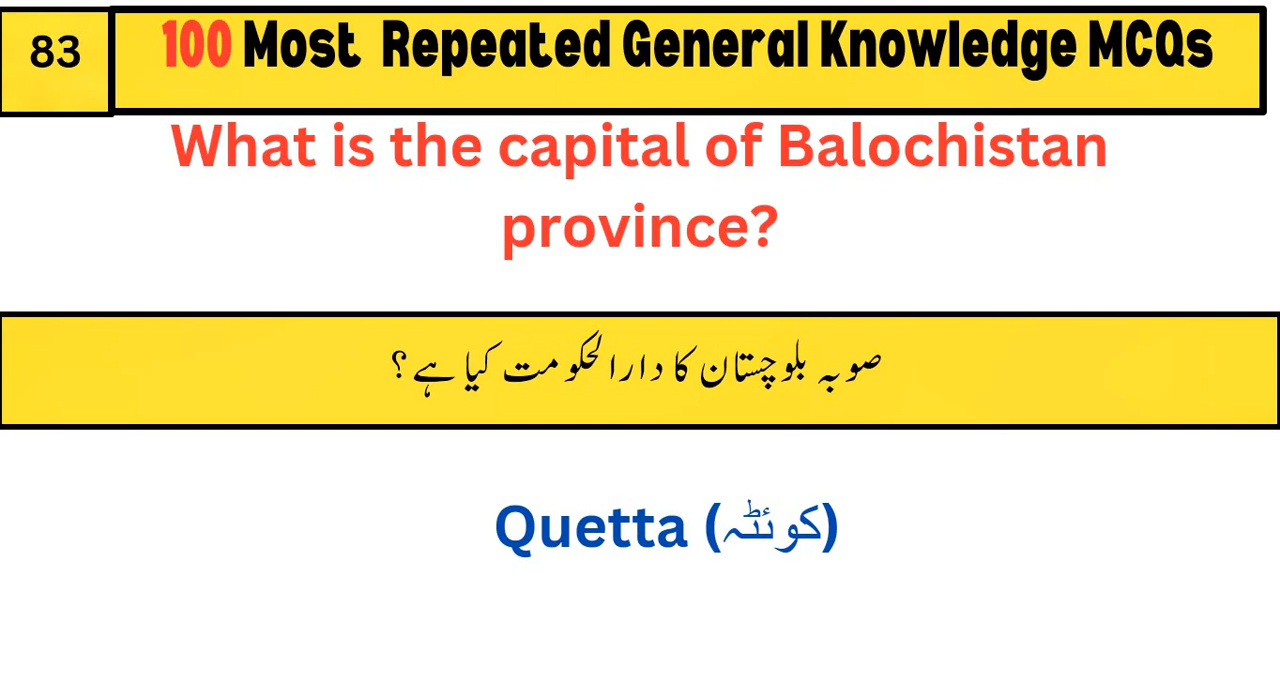 83
100 Most Repeated General Knowledge MCQs
What is the capital of Balochistan
province?
صوبہ بلوچستان کا دارالحکومت کیا ہے؟
Quetta (کوئٹہ)